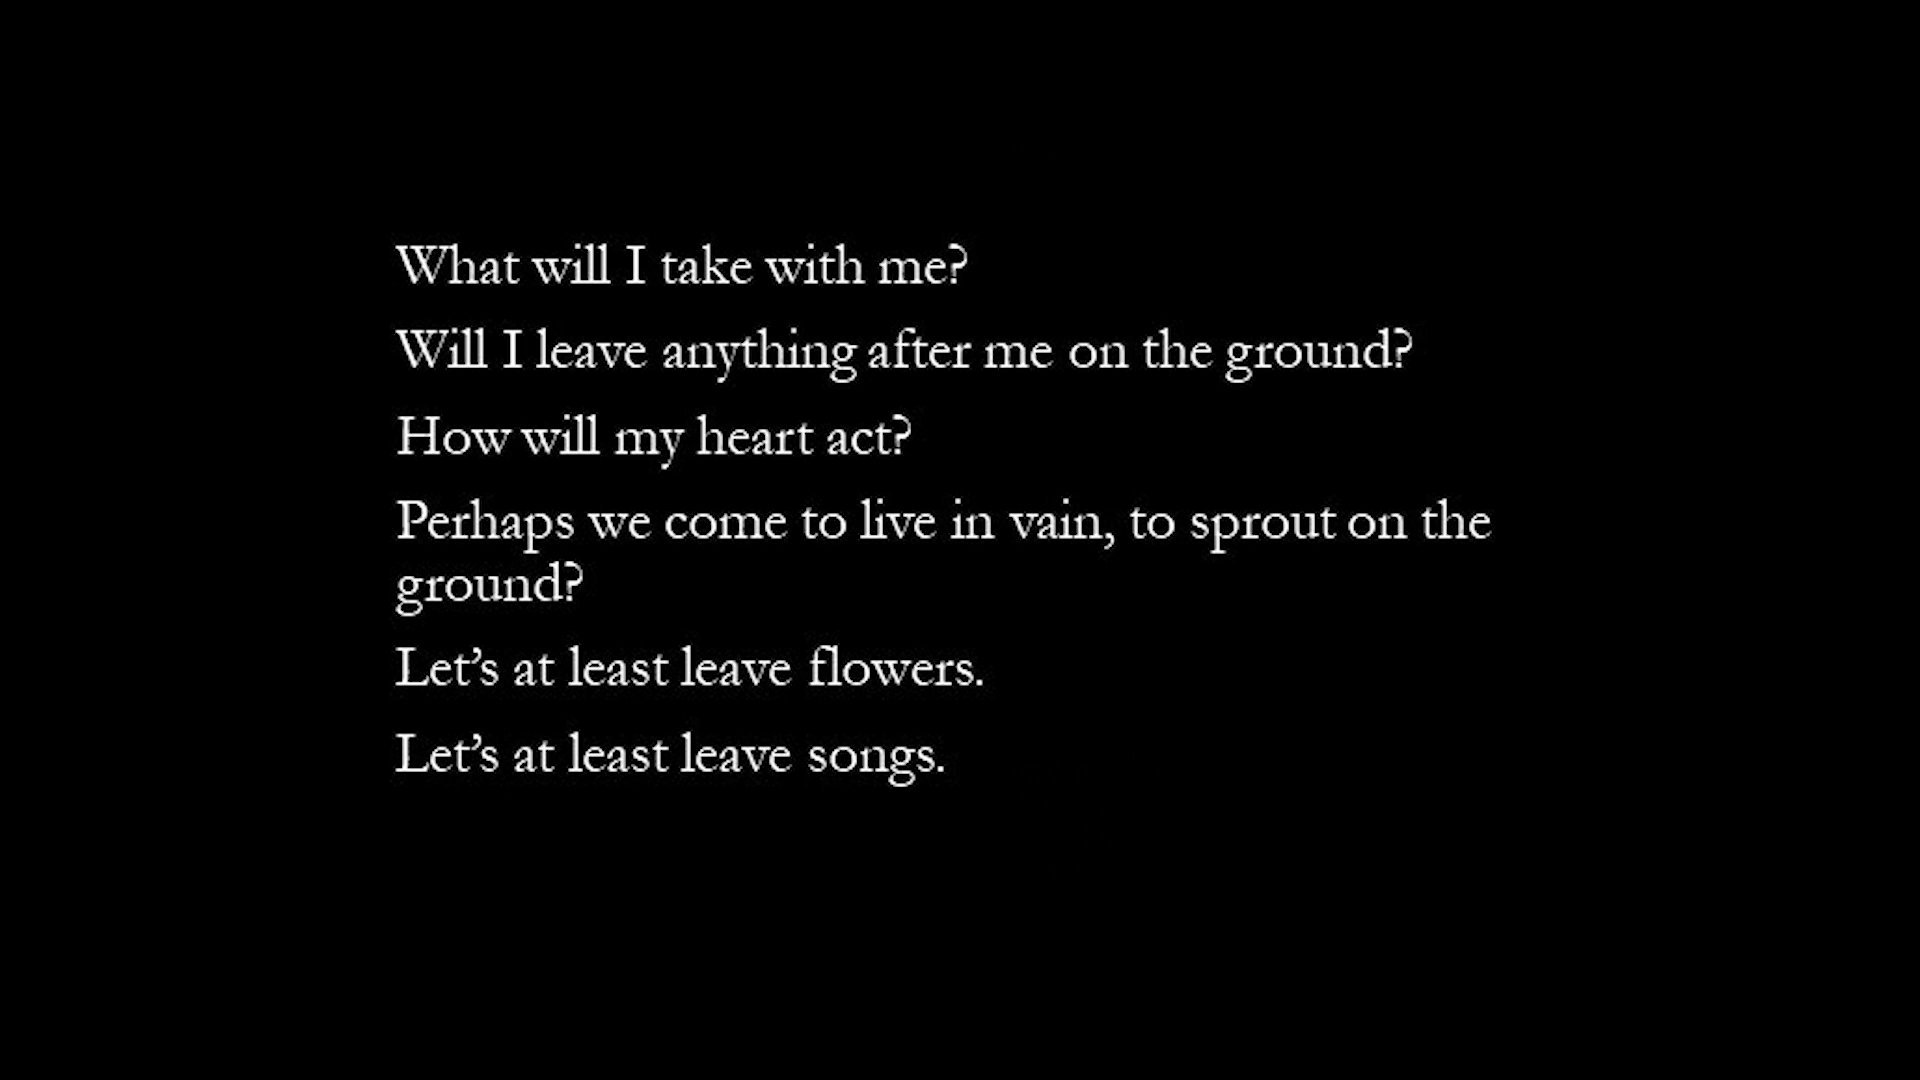 What will I take with me?
Will I leave anything after me on the ground?
How will my heart act?
Perhaps we come to live in vain, to sprout on the
ground?
Let’s at least leave flowers.
Let’s at least leave songs.